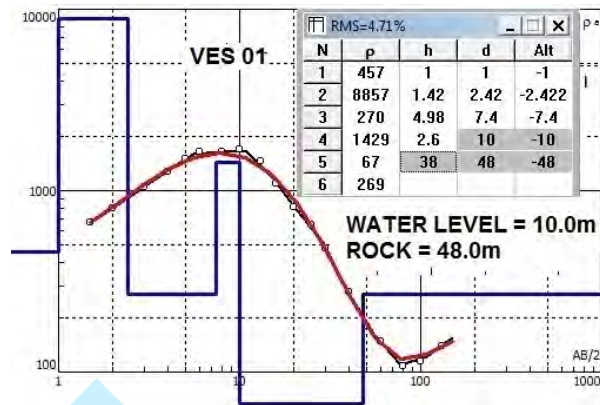 10000
1000
100
1
10
100
1000
AB/2
VES 01
RMS=4.71%
N ρ h d Alt
1 457 1 1 -1
2 8857 1.42 2.42 -2.422
3 270 4.98 7.4 -7.4
4 1429 2.6 10 -10
5 67 38 48 -48
6 269
ρ a
WATER LEVEL = 10.0m
ROCK = 48.0m